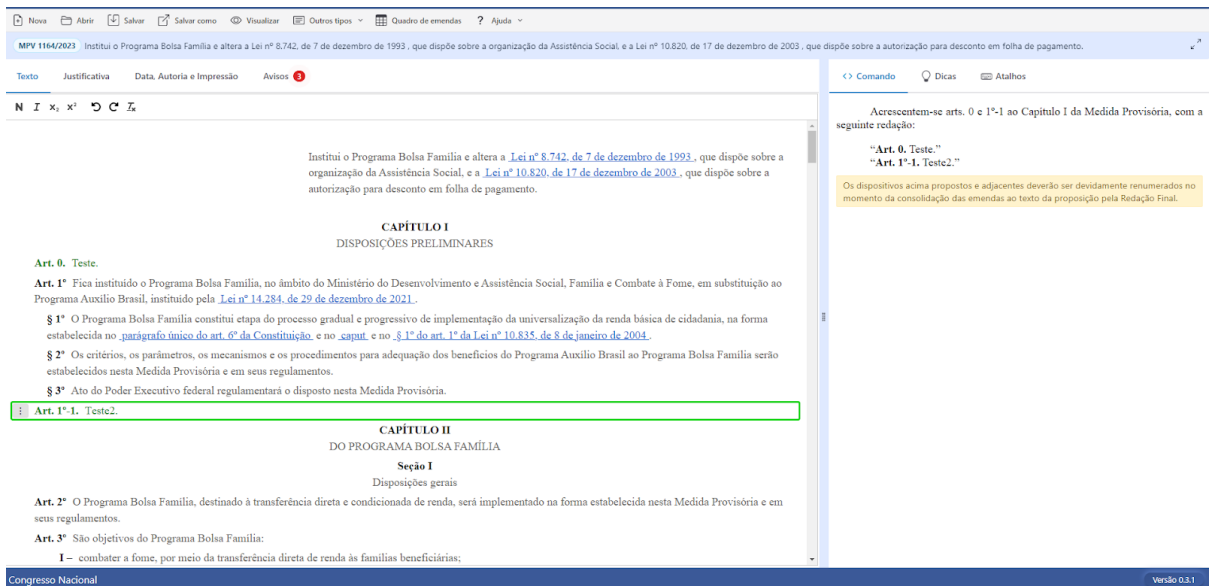 Nova Abrir Salvar Salvar como Visualizar Outros tipos Quadro de emendas ? Ajuda
MPV 1164/2023 Institui o Programa Bolsa Família e altera a Lei nº 8.742, de 7 de dezembro de 1993 , que dispõe sobre a organização da Assistência Social, e a Lei nº 10.820, de 17 de dezembro de 2003 , que dispõe sobre a autorização para desconto em folha de pagamento.
Texto Justificativa Data, Autoria e Impressão Avisos 3
N I x₂ x²
Institui o Programa Bolsa Família e altera a Lei nº 8.742, de 7 de dezembro de 1993 , que dispõe sobre a
organização da Assistência Social, e a Lei nº 10.820, de 17 de dezembro de 2003 , que dispõe sobre a
autorização para desconto em folha de pagamento.
CAPÍTULO I
DISPOSIÇÕES PRELIMINARES
Art. 0. Teste.
Art. 1º Fica instituído o Programa Bolsa Família, no âmbito do Ministério do Desenvolvimento e Assistência Social, Família e Combate à Fome, em substituição ao
Programa Auxílio Brasil, instituído pela Lei nº 14.284, de 29 de dezembro de 2021 .
§ 1º O Programa Bolsa Família constitui etapa do processo gradual e progressivo de implementação da universalização da renda básica de cidadania, na forma
estabelecida no parágrafo único do art. 6º da Constituição e no caput e no § 1º do art. 1º da Lei nº 10.835, de 8 de janeiro de 2004 .
§ 2º Os critérios, os parâmetros, os mecanismos e os procedimentos para adequação dos benefícios do Programa Auxílio Brasil ao Programa Bolsa Família serão
estabelecidos nesta Medida Provisória e em seus regulamentos.
§ 3º Ato do Poder Executivo federal regulamentará o disposto nesta Medida Provisória.
Art. 1º-1. Teste2.
CAPÍTULO II
DO PROGRAMA BOLSA FAMÍLIA
Seção I
Disposições gerais
Art. 2º O Programa Bolsa Família, destinado à transferência direta e condicionada de renda, será implementado na forma estabelecida nesta Medida Provisória e em
seus regulamentos.
Art. 3º São objetivos do Programa Bolsa Família:
I – combater a fome, por meio da transferência direta de renda às famílias beneficiárias;
<> Comando Dicas Atalhos
Acrescentem-se arts. 0 e 1º-1 ao Capítulo I da Medida Provisória, com a
seguinte redação:
“Art. 0. Teste.”
“Art. 1º-1. Teste2.”
Os dispositivos acima propostos e adjacentes deverão ser devidamente renumerados no
momento da consolidação das emendas ao texto da proposição pela Redação Final.
Congresso Nacional Versão 0.3.1